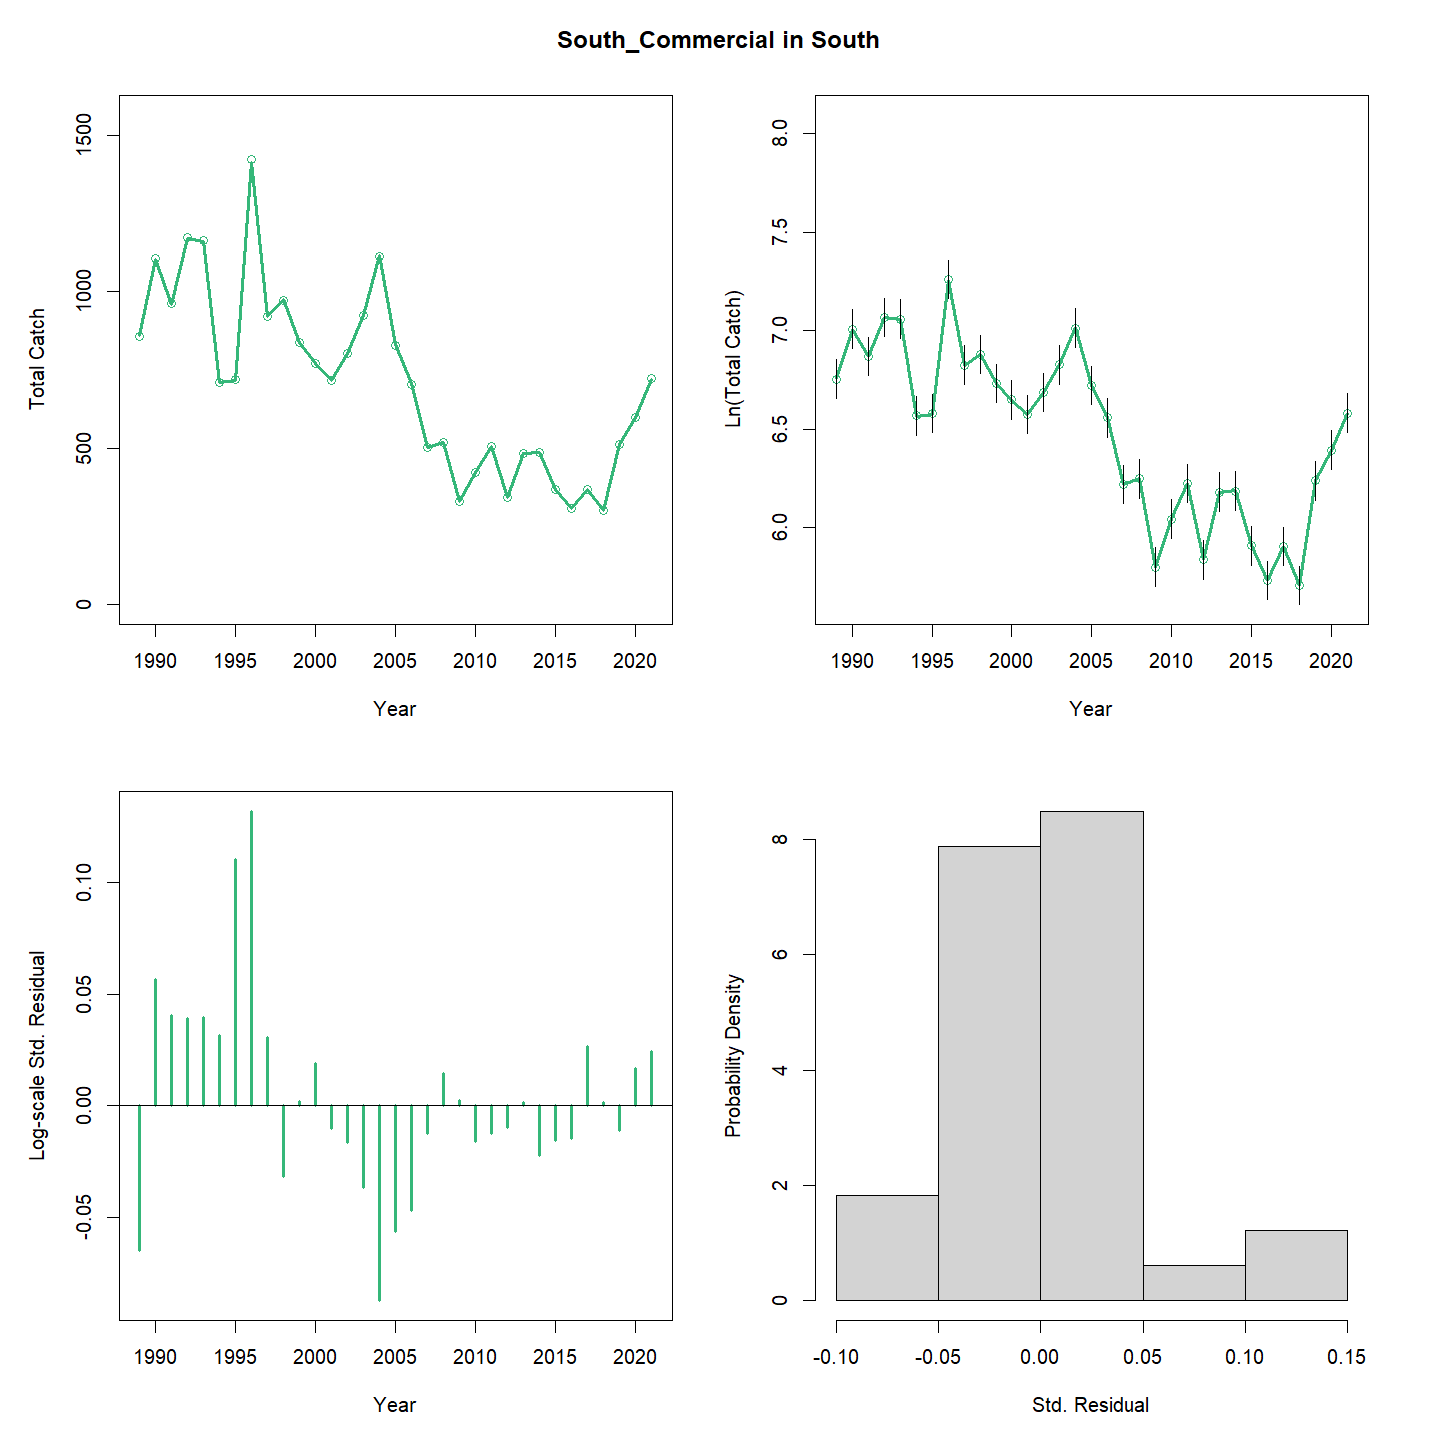 South_Commercial in South
Total Catch
1500
1000
500
0
1990 1995 2000 2005 2010 2015 2020
Year
Ln(Total Catch)
8.0
7.5
7.0
6.5
6.0
1990 1995 2000 2005 2010 2015 2020
Year
Log-scale Std. Residual
0.10
0.05
0.00
-0.05
1990 1995 2000 2005 2010 2015 2020
Year
Probability Density
8
6
4
2
0
-0.10 -0.05 0.00 0.05 0.10 0.15
Std. Residual